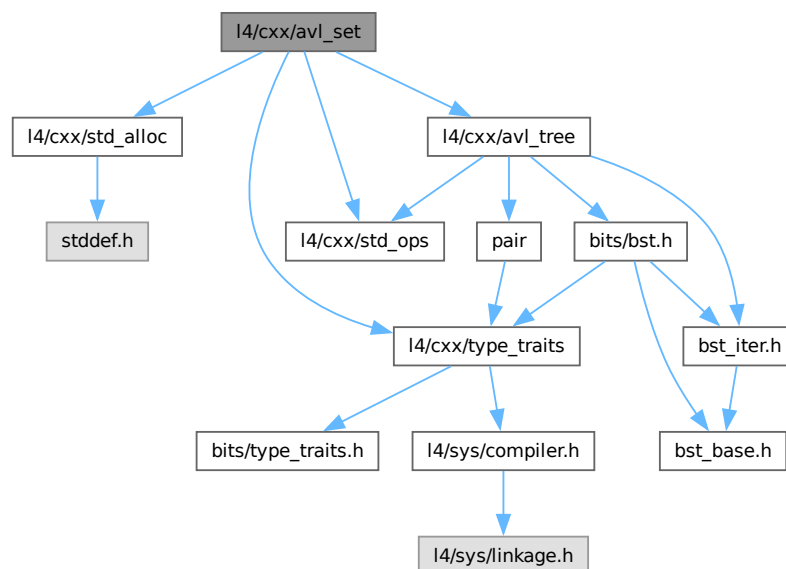 l4/cxx/avl_set
l4/cxx/std_alloc
l4/cxx/avl_tree
stddef.h
l4/cxx/std_ops
pair
bits/bst.h
l4/cxx/type_traits
bst_iter.h
bits/type_traits.h
l4/sys/compiler.h
bst_base.h
l4/sys/linkage.h